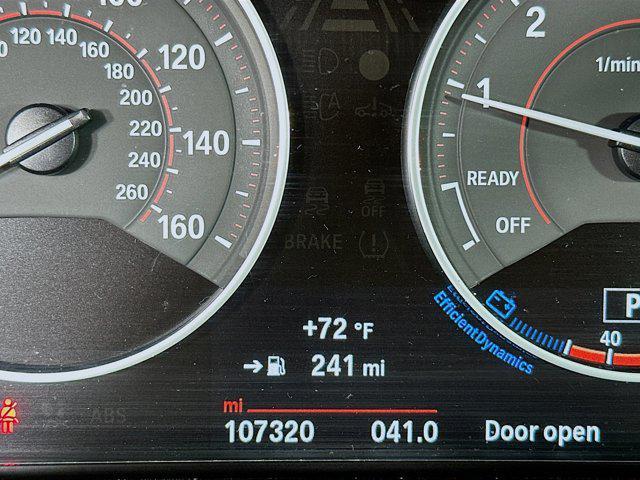 120 140 160
120
180
200
220
140
240
260
160
2
1/min
1
READY
OFF
OFF
BRAKE
+72 °F
241 mi
EfficientDynamics
P
40
ABS
mi
107320 041.0 Door open